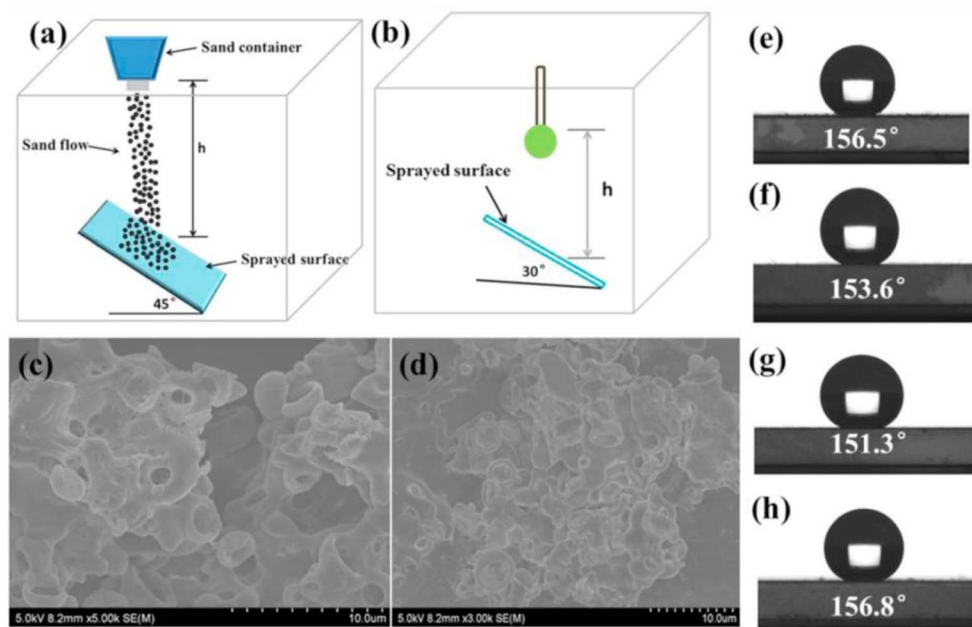 (a)
Sand container
Sand flow
h
Sprayed surface
45°
(b)
Sprayed surface
h
30°
(c)
5.0kV 8.2mm x5.00k SE(M)
10.0um
(d)
5.0kV 8.2mm x3.00k SE(M)
10.0um
(e)
156.5°
(f)
153.6°
(g)
151.3°
(h)
156.8°